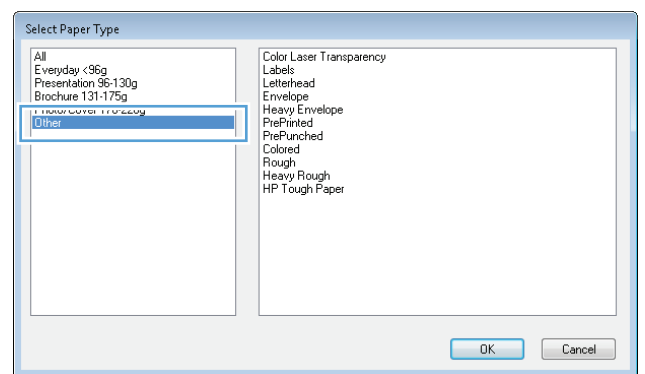 Select Paper Type
All
Everyday <96g
Presentation 96-130g
Brochure 131-175g
Other
Color Laser Transparency
Labels
Letterhead
Envelope
Heavy Envelope
PrePrinted
PrePunched
Colored
Rough
Heavy Rough
HP Tough Paper
OK
Cancel